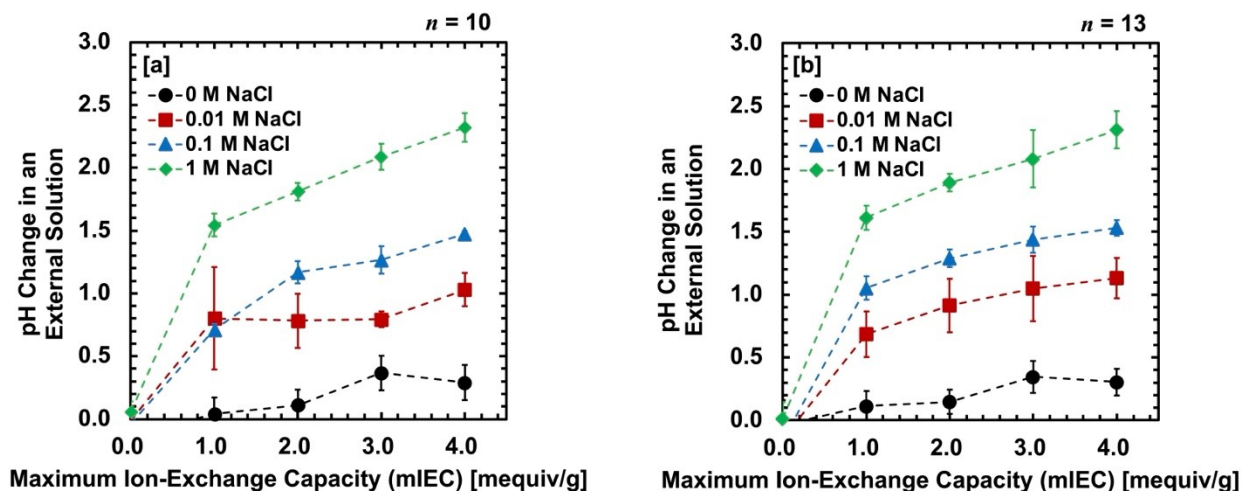 n = 10
3.0
[a]
0 M NaCl
0.01 M NaCl
0.1 M NaCl
1 M NaCl
2.5
2.0
1.5
1.0
0.5
0.0
pH Change in an
External Solution
0.0 1.0 2.0 3.0 4.0
Maximum Ion-Exchange Capacity (mIEC) [mequiv/g]
n = 13
3.0
[b]
0 M NaCl
0.01 M NaCl
0.1 M NaCl
1 M NaCl
2.5
2.0
1.5
1.0
0.5
0.0
pH Change in an
External Solution
0.0 1.0 2.0 3.0 4.0
Maximum Ion-Exchange Capacity (mIEC) [mequiv/g]